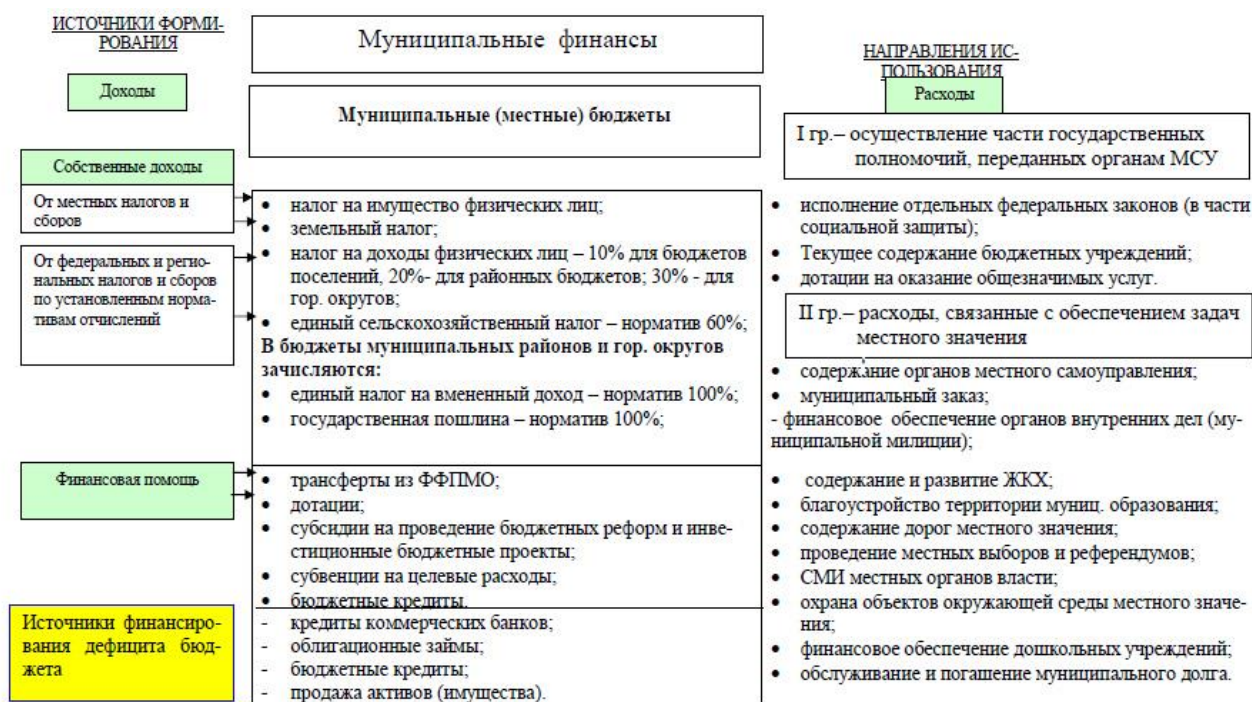 ИСТОЧНИКИ ФОРМИ-
РОВАНИЯ
Доходы
Собственные доходы
От местных налогов и
сборов
От федеральных и регио-
нальных налогов и сборов
по установленным норма-
тивам отчислений
Финансовая помощь
Источники финансиро-
вания дефицита бюд-
жета
Муниципальные финансы
Муниципальные (местные) бюджеты
• налог на имущество физических лиц;
• земельный налог;
• налог на доходы физических лиц – 10% для бюджетов
поселений, 20%- для районных бюджетов; 30% - для
гор. округов;
• единый сельскохозяйственный налог – норматив 60%;
В бюджеты муниципальных районов и гор. округов
зачисляются:
• единый налог на вмененный доход – норматив 100%;
• государственная пошлина – норматив 100%;
• трансферты из ФФПМО;
• дотации;
• субсидии на проведение бюджетных реформ и инве-
стиционные бюджетные проекты;
• субвенции на целевые расходы;
• бюджетные кредиты.
- кредиты коммерческих банков;
- облигационные займы;
- бюджетные кредиты;
- продажа активов (имущества).
НАПРАВЛЕНИЯ ИС-
ПОЛЬЗОВАНИЯ
Расходы
I гр.– осуществление части государственных
полномочий, переданных органам МСУ
• исполнение отдельных федеральных законов (в части
социальной защиты);
• Текущее содержание бюджетных учреждений;
• дотации на оказание общезначимых услуг.
II гр.– расходы, связанные с обеспечением задач
местного значения
• содержание органов местного самоуправления;
• муниципальный заказ;
- финансовое обеспечение органов внутренних дел (му-
ниципальной милиции);
• содержание и развитие ЖКХ;
• благоустройство территории муниц. образования;
• содержание дорог местного значения;
• проведение местных выборов и референдумов;
• СМИ местных органов власти;
• охрана объектов окружающей среды местного значе-
ния;
• финансовое обеспечение дошкольных учреждений;
• обслуживание и погашение муниципального долга.